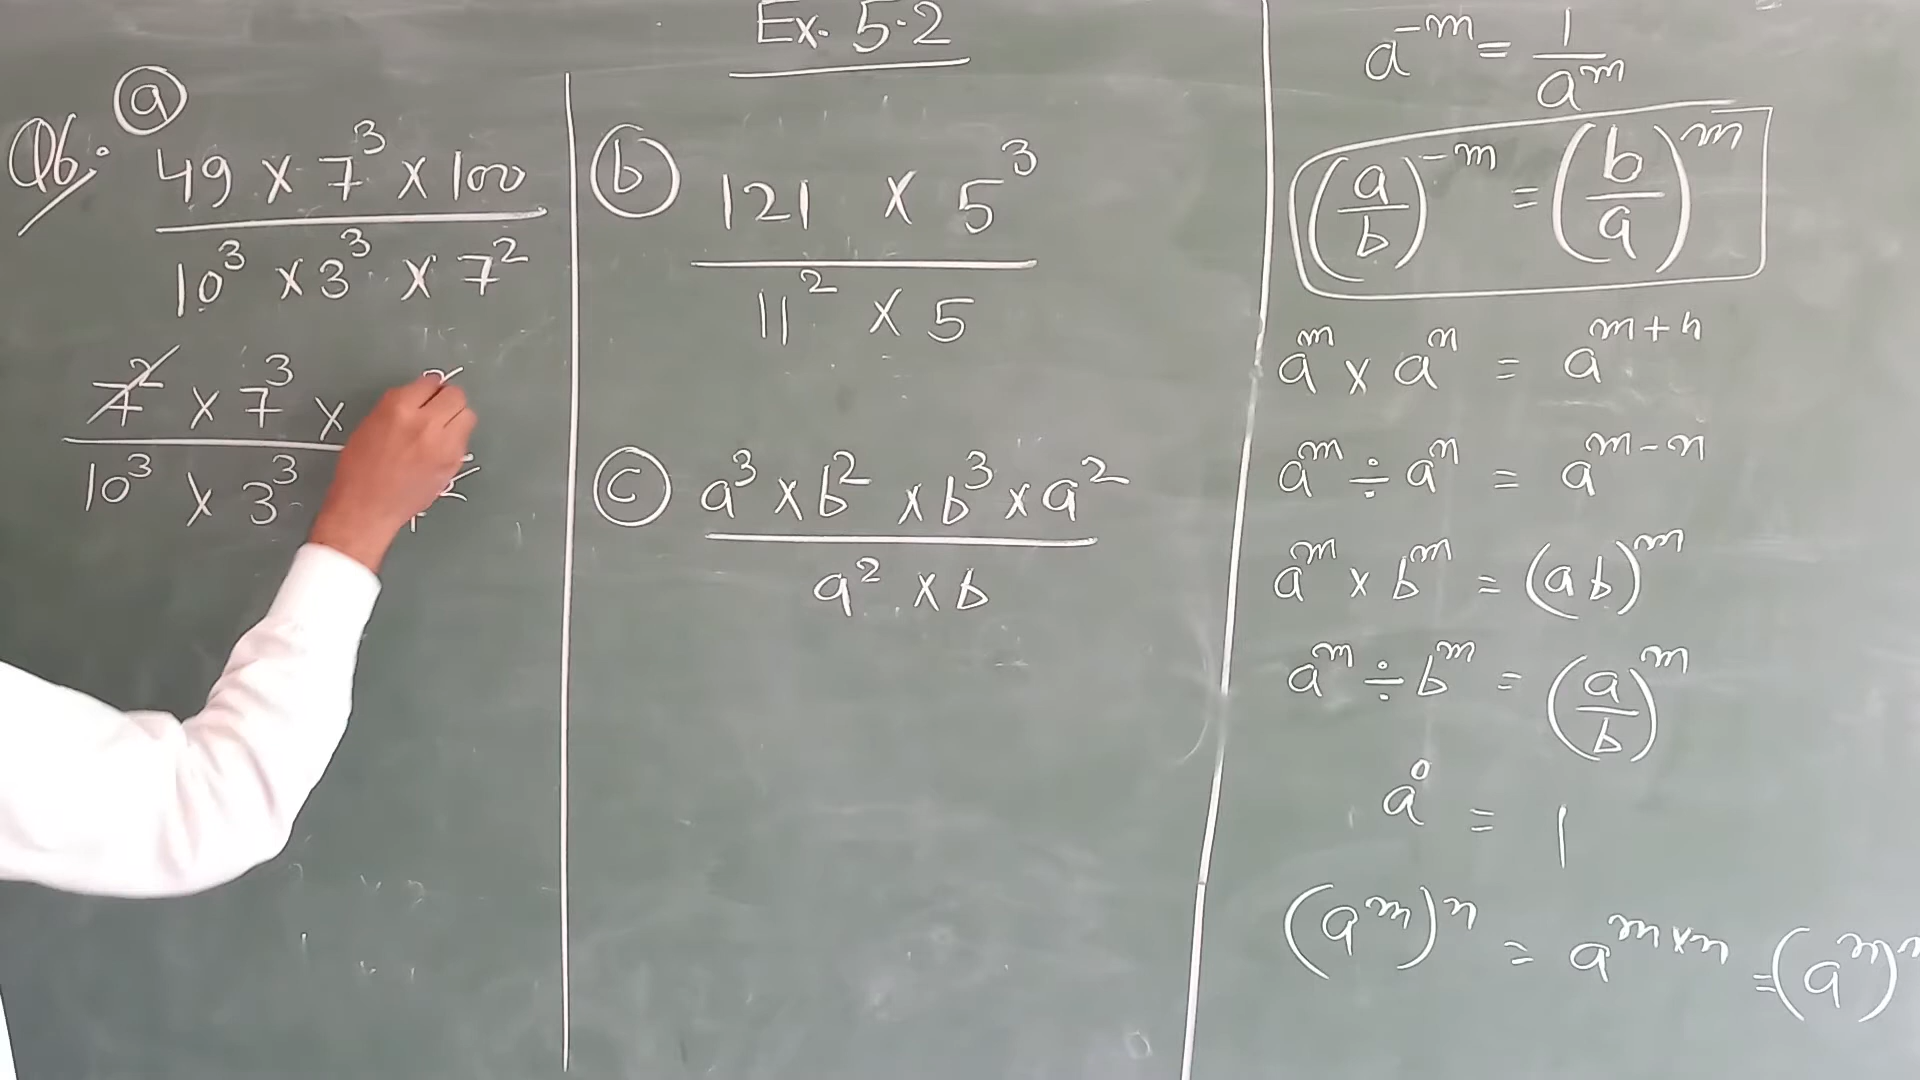 Ex. 5.2
Q6: (a)
49 × 7³ × 100
10³ × 3³ × 7²
7² × 7³ ×
10³ × 3³
(b) 121 × 5³
11² × 5
(c) a³ × b² × b³ × a²
a² × b
a⁻ᵐ = 1/aᵐ
(a/b)⁻ᵐ = (b/a)ᵐ
aᵐ × aⁿ = aᵐ⁺ⁿ
aᵐ ÷ aⁿ = aᵐ⁻ⁿ
aᵐ × bᵐ = (ab)ᵐ
aᵐ ÷ bᵐ = (a/b)ᵐ
a⁰ = 1
(aᵐ)ⁿ = aᵐˣⁿ = (aᵐ)ⁿ